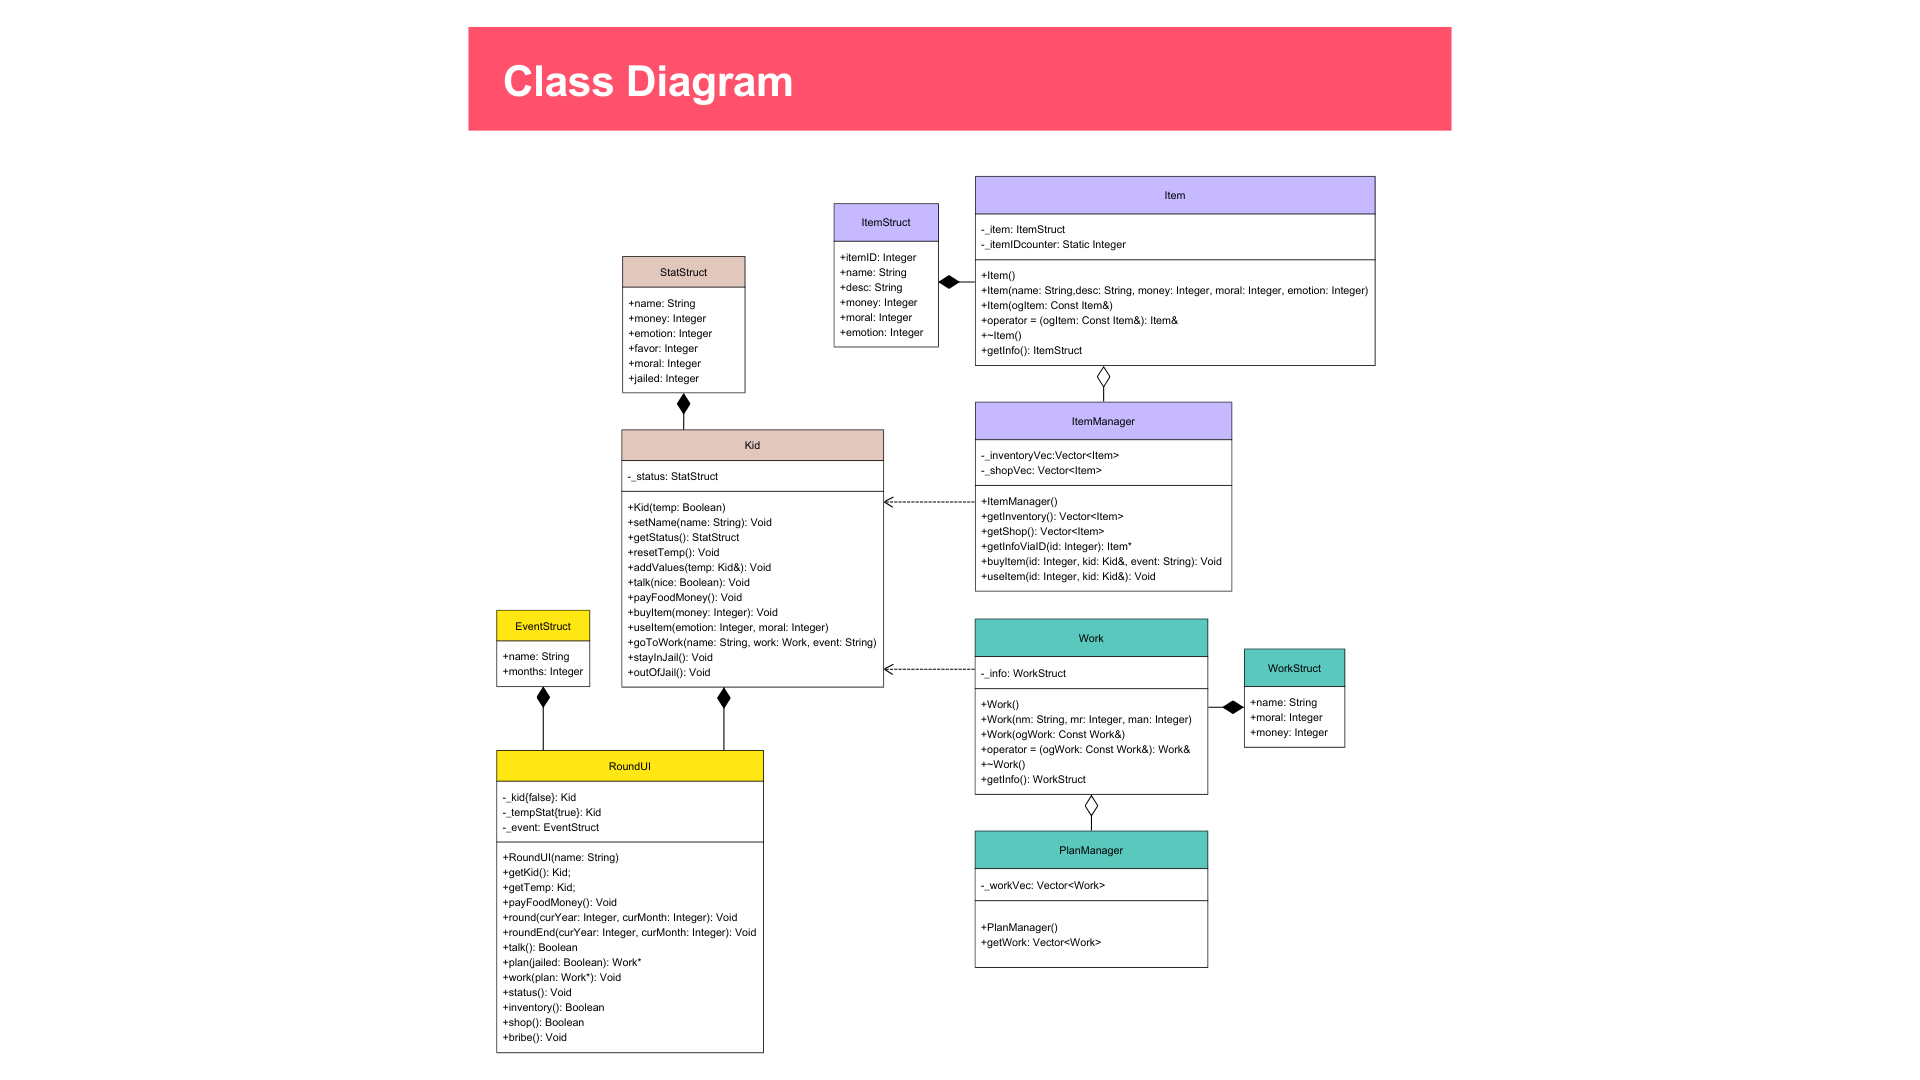 Class Diagram
Item
-_item: ItemStruct
-_itemIDcounter: Static Integer
+Item()
+Item(name: String,desc: String, money: Integer, moral: Integer, emotion: Integer)
+Item(ogItem: Const Item&)
+operator = (ogItem: Const Item&): Item&
+~Item()
+getInfo(): ItemStruct
ItemStruct
+itemID: Integer
+name: String
+desc: String
+money: Integer
+moral: Integer
+emotion: Integer
StatStruct
+name: String
+money: Integer
+emotion: Integer
+favor: Integer
+moral: Integer
+jailed: Integer
ItemManager
-_inventoryVec:Vector<Item>
-_shopVec: Vector<Item>
+ItemManager()
+getInventory(): Vector<Item>
+getShop(): Vector<Item>
+getInfoViaID(id: Integer): Item*
+buyItem(id: Integer, kid: Kid&, event: String): Void
+useItem(id: Integer, kid: Kid&): Void
Kid
-_status: StatStruct
+Kid(temp: Boolean)
+setName(name: String): Void
+getStatus(): StatStruct
+resetTemp(): Void
+addValues(temp: Kid&): Void
+talk(nice: Boolean): Void
+payFoodMoney(): Void
+buyItem(money: Integer): Void
+useItem(emotion: Integer, moral: Integer)
+goToWork(name: String, work: Work, event: String)
+stayInJail(): Void
+outOfJail(): Void
EventStruct
+name: String
+months: Integer
Work
-_info: WorkStruct
+Work()
+Work(nm: String, mr: Integer, man: Integer)
+Work(ogWork: Const Work&)
+operator = (ogWork: Const Work&): Work&
+~Work()
+getInfo(): WorkStruct
WorkStruct
+name: String
+moral: Integer
+money: Integer
RoundUI
-_kid{false}: Kid
-_tempStat{true}: Kid
-_event: EventStruct
+RoundUI(name: String)
+getKid(): Kid;
+getTemp: Kid;
+payFoodMoney(): Void
+round(curYear: Integer, curMonth: Integer): Void
+roundEnd(curYear: Integer, curMonth: Integer): Void
+talk(): Boolean
+plan(jailed: Boolean): Work*
+work(plan: Work*): Void
+status(): Void
+inventory(): Boolean
+shop(): Boolean
+bribe(): Void
PlanManager
-_workVec: Vector<Work>
+PlanManager()
+getWork: Vector<Work>